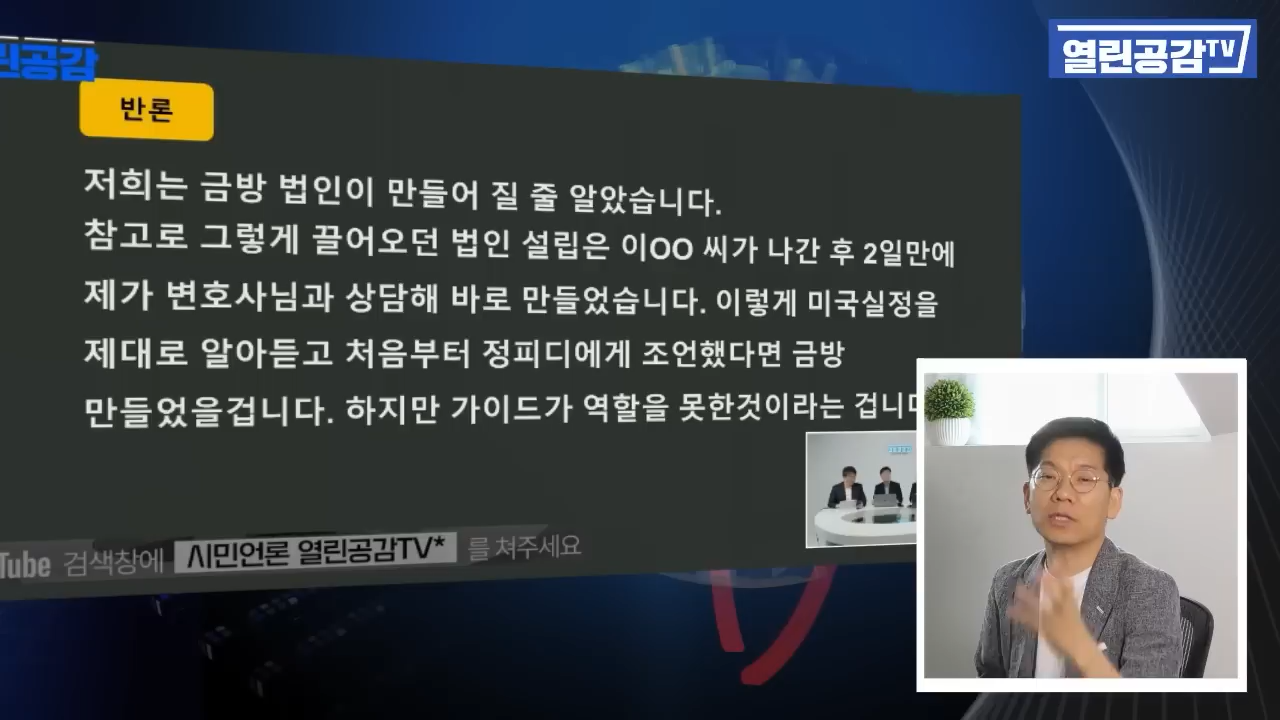 린공감
열린공감TV
반론
저희는 금방 법인이 만들어 질 줄 알았습니다.
참고로 그렇게 끌어오던 법인 설립은 이OO 씨가 나간 후 2일만에
제가 변호사님과 상담해 바로 만들었습니다. 이렇게 미국실정을
제대로 알아듣고 처음부터 정피디에게 조언했다면 금방
만들었을겁니다. 하지만 가이드가 역할을 못한것이라는 겁니다
Tube 검색창에 시민언론 열린공감TV* 를 쳐주세요